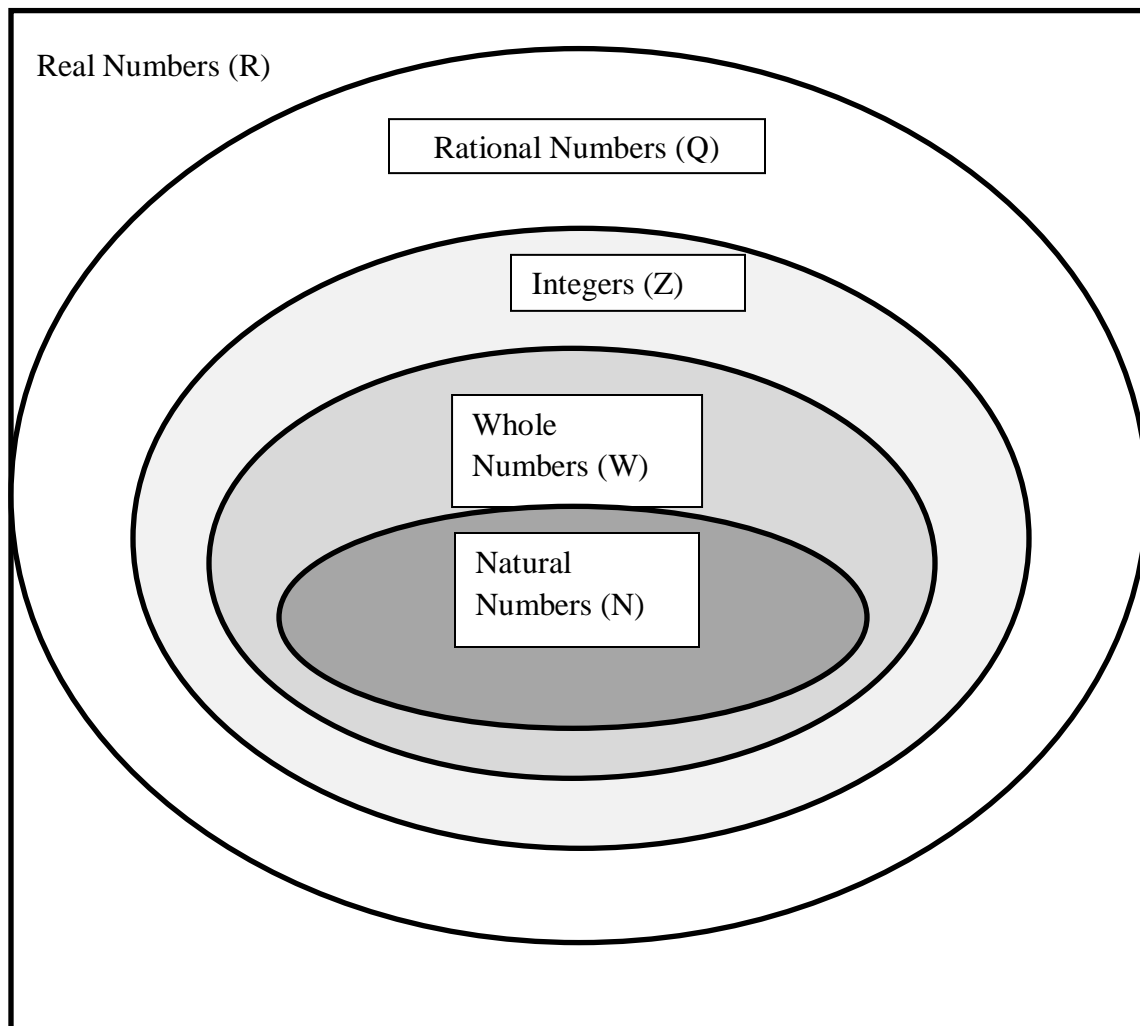 Real Numbers (R)
Rational Numbers (Q)
Integers (Z)
Whole
Numbers (W)
Natural
Numbers (N)